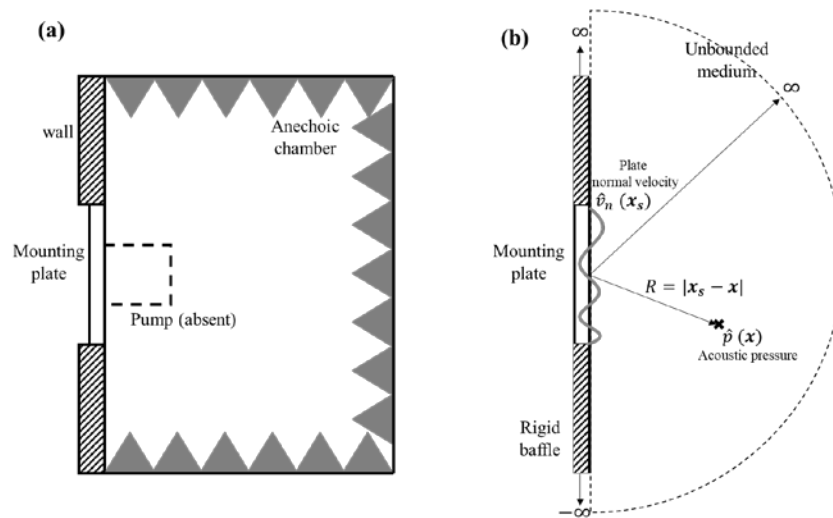 (a)
wall
Anechoic
chamber
Mounting
plate
Pump (absent)
(b)
∞
Unbounded
medium
∞
Plate
normal velocity
v̂ₙ (xₛ)
Mounting
plate
R = |xₛ − x|
p̂ (x)
Acoustic pressure
Rigid
baffle
−∞